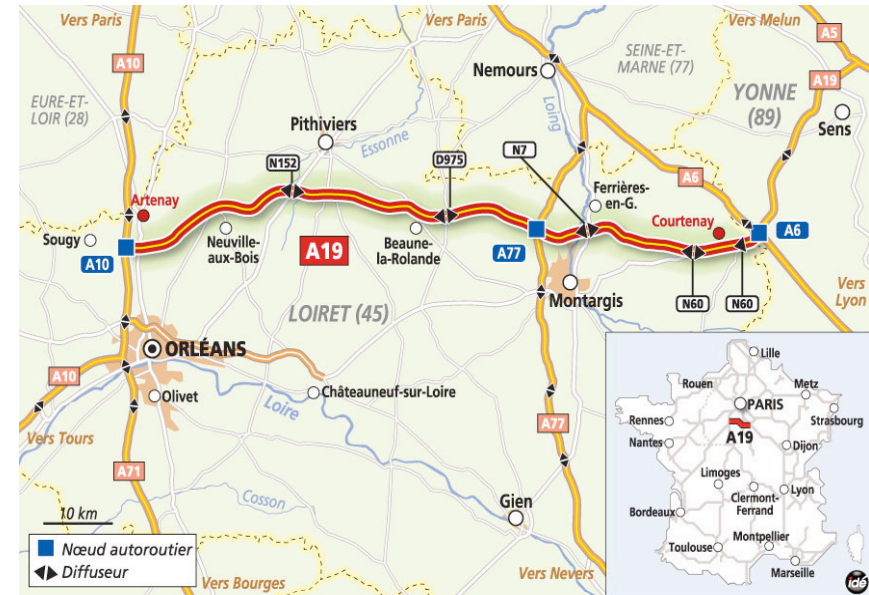 Vers Paris
Vers Paris
Vers Melun
A10
A5
SEINE-ET-
MARNE (77)
Nemours
A19
YONNE
(89)
EURE-ET-
LOIR (28)
Loing
Sens
Pithiviers
Essonne
N152
D975
N7
A6
Artenay
Ferrières-
en-G.
Courtenay
Sougy
Neuville-
aux-Bois
Beaune-
la-Rolande
A10
A19
A77
A6
Vers
Lyon
Montargis
N60
N60
LOIRET (45)
ORLÉANS
A10
Olivet
Châteauneuf-sur-Loire
Loire
Vers Tours
A77
A71
Cosson
Gien
10 km
Nœud autoroutier
Diffuseur
Vers Bourges
Vers Nevers
Lille
Rouen
Metz
PARIS
Strasbourg
Rennes
A19
Nantes
Dijon
Limoges
Lyon
Clermont-
Ferrand
Bordeaux
Montpellier
Toulouse
Marseille
idé